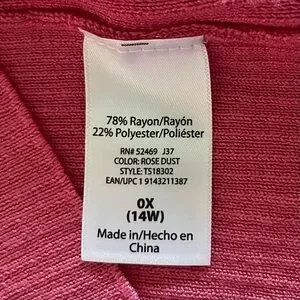 78% Rayon/Rayón
22% Polyester/Poliéster
RN# 52469 J37
COLOR: ROSE DUST
STYLE: TS18302
EAN/UPC 1 9143211387
0X
(14W)
Made in/Hecho en
China